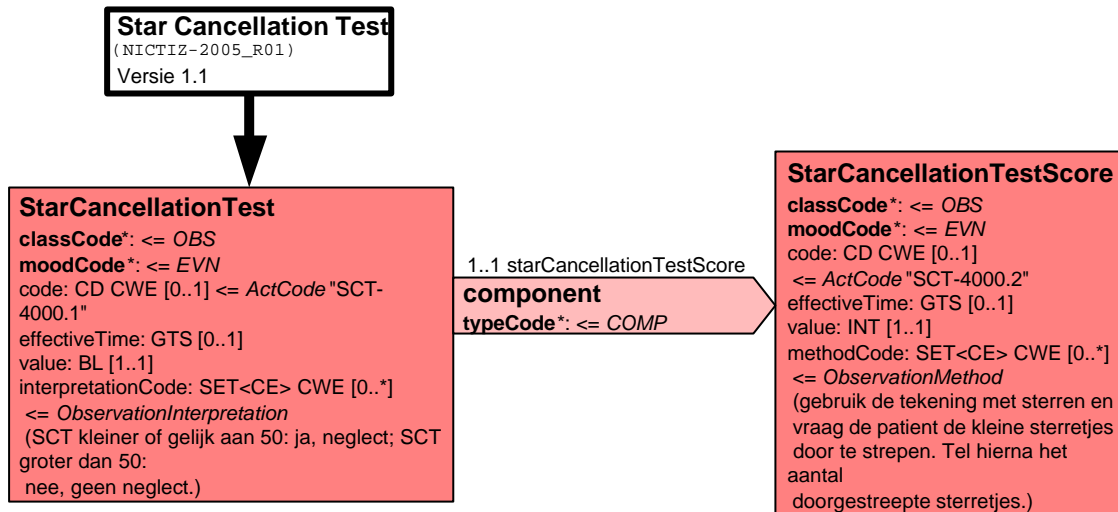 Star Cancellation Test
(NICTIZ-2005_R01)
Versie 1.1
StarCancellationTest
classCode*: <= OBS
moodCode*: <= EVN
code: CD CWE [0..1] <= ActCode "SCT-
4000.1"
effectiveTime: GTS [0..1]
value: BL [1..1]
interpretationCode: SET<CE> CWE [0..*]
<= ObservationInterpretation
(SCT kleiner of gelijk aan 50: ja, neglect; SCT
groter dan 50:
nee, geen neglect.)
1..1 starCancellationTestScore
component
typeCode*: <= COMP
StarCancellationTestScore
classCode*: <= OBS
moodCode*: <= EVN
code: CD CWE [0..1]
<= ActCode "SCT-4000.2"
effectiveTime: GTS [0..1]
value: INT [1..1]
methodCode: SET<CE> CWE [0..*]
<= ObservationMethod
(gebruik de tekening met sterren en
vraag de patient de kleine sterretjes
door te strepen. Tel hierna het
aantal
doorgestreepte sterretjes.)